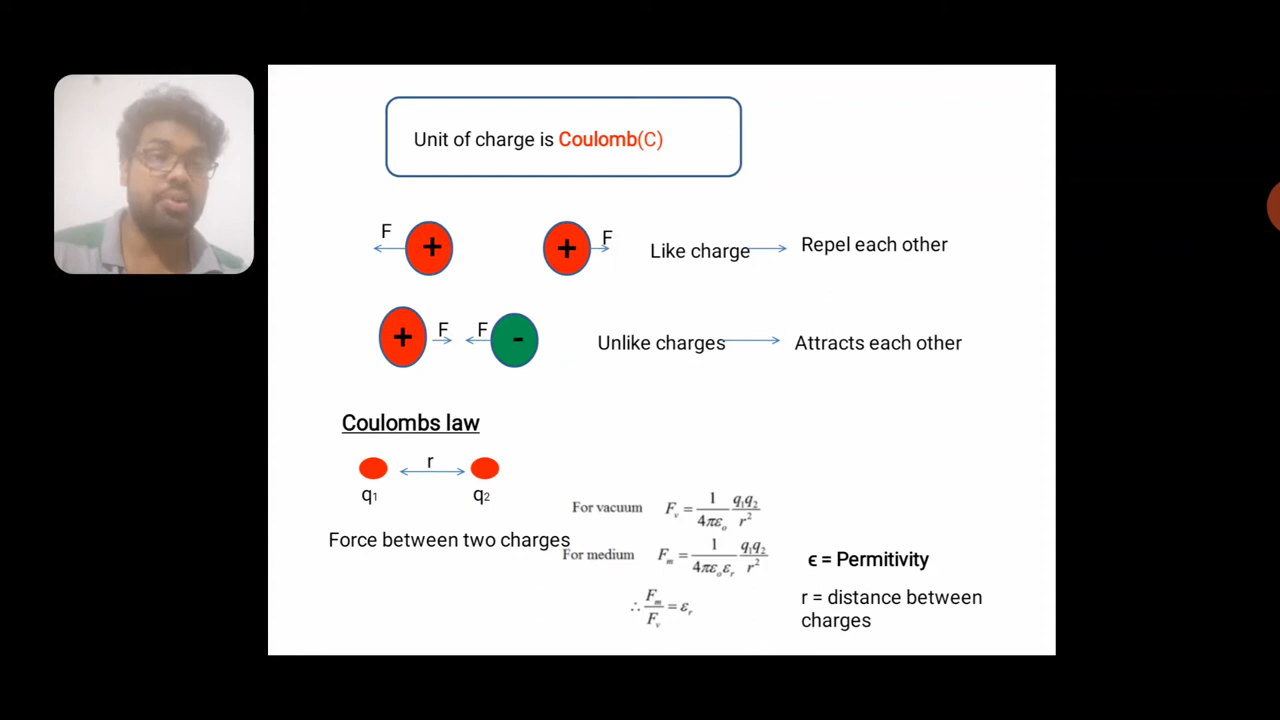 Unit of charge is Coulomb(C)
F + + F Like charge Repel each other
+ F F - Unlike charges Attracts each other
Coulombs law
r
q₁ q₂
For vacuum F_v = 1/4πε_o q₁q₂/r²
Force between two charges
For medium F_m = 1/4πε_oε_r q₁q₂/r²
ϵ = Permitivity
∴ F_m/F_v = ε_r
r = distance between
charges